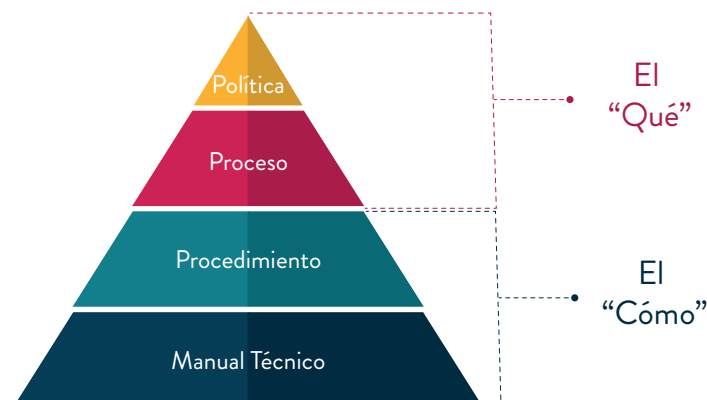 Política
Proceso
Procedimiento
Manual Técnico
El
“Qué”
El
“Cómo”